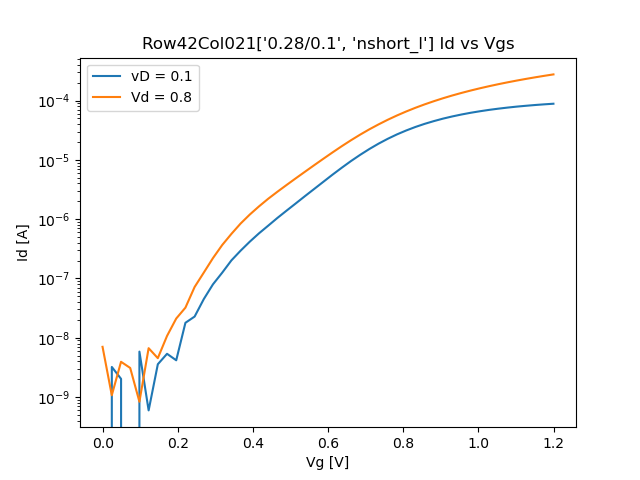 Row42Col021['0.28/0.1', 'nshort_l'] Id vs Vgs
vD = 0.1
Vd = 0.8
Id [A]
10⁻⁴
10⁻⁵
10⁻⁶
10⁻⁷
10⁻⁸
10⁻⁹
0.0 0.2 0.4 0.6 0.8 1.0 1.2
Vg [V]